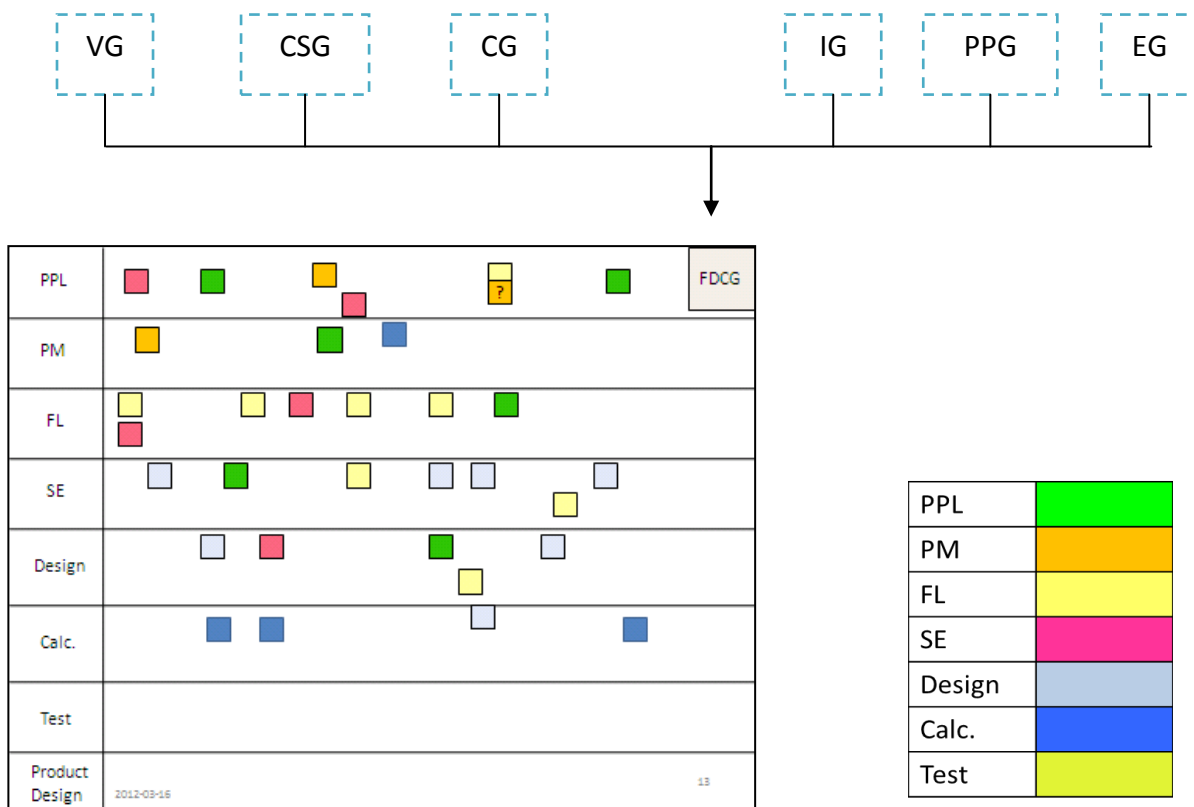 VG
CSG
CG
IG
PPG
EG
PPL
FDCG
?
PM
FL
SE
Design
Calc.
Test
Product
Design
2012-03-16
13
PPL
PM
FL
SE
Design
Calc.
Test